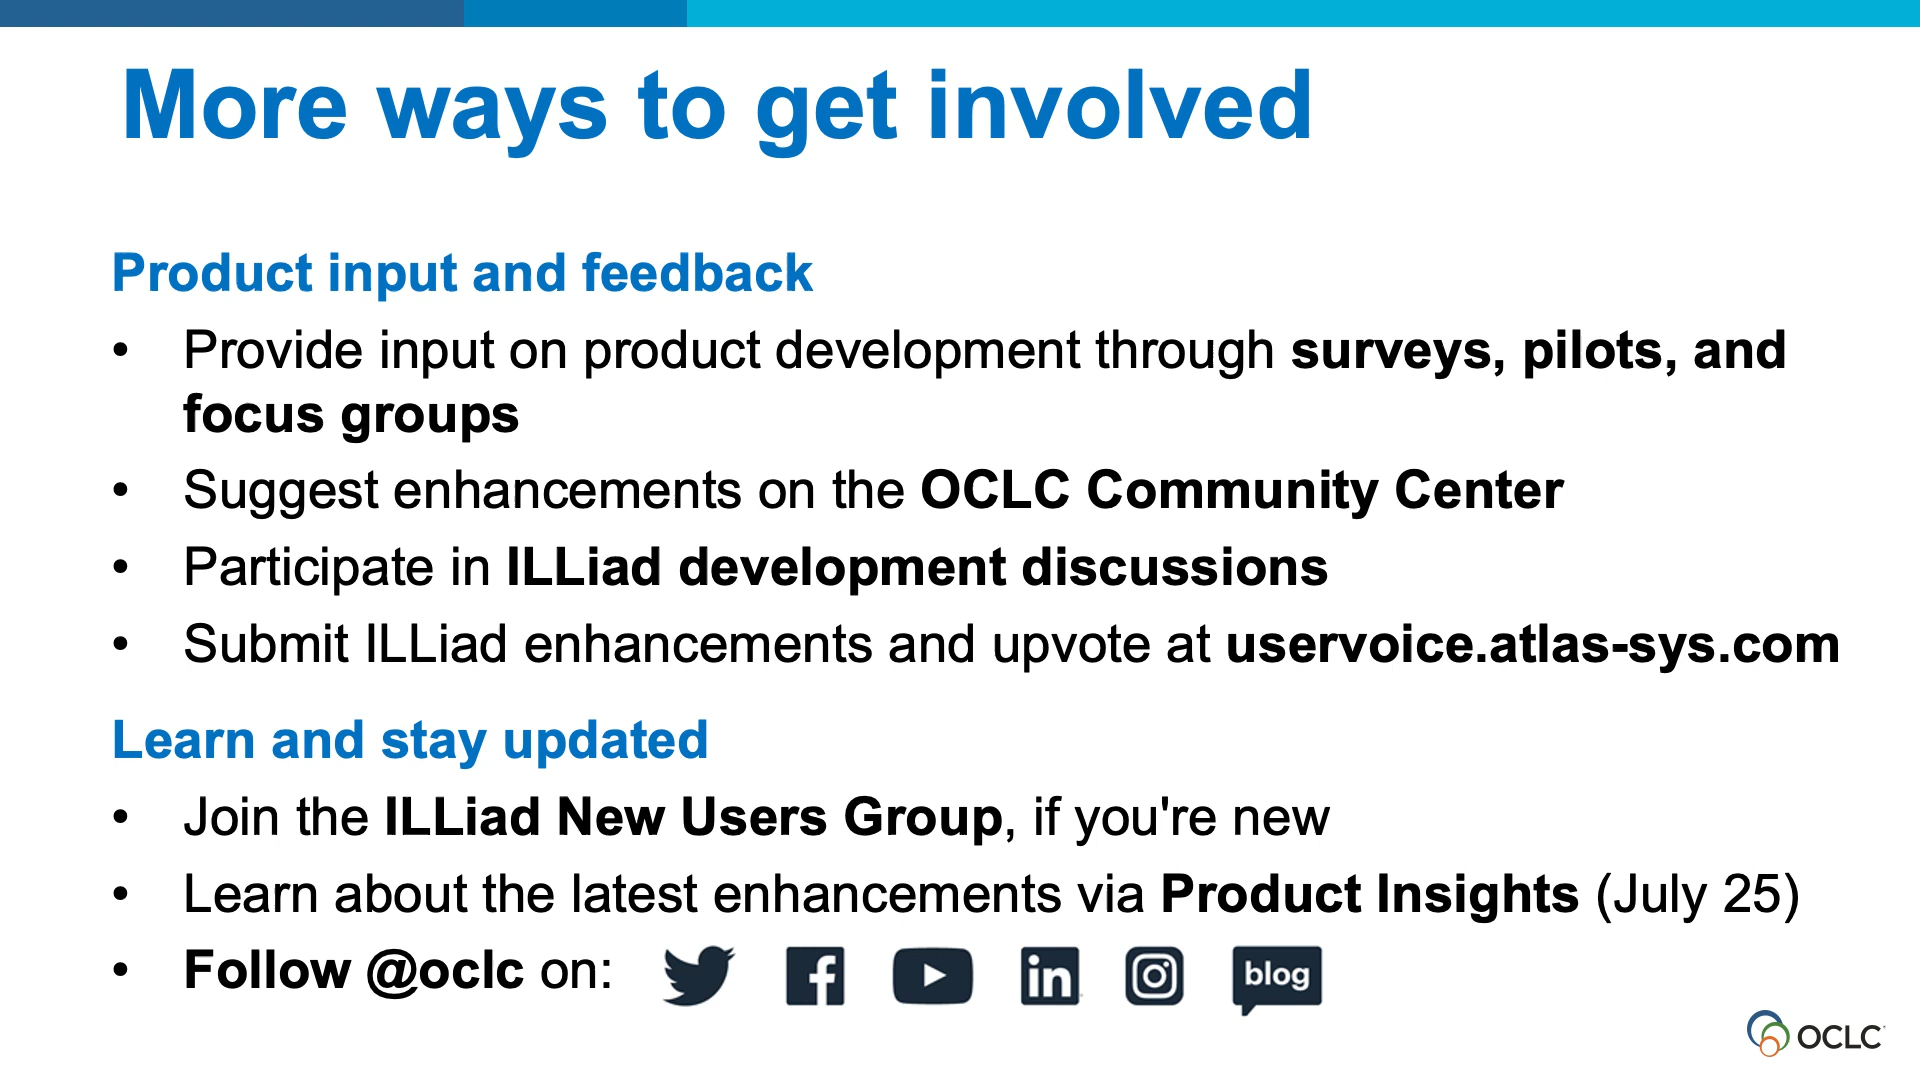 More ways to get involved
Product input and feedback
• Provide input on product development through surveys, pilots, and
focus groups
• Suggest enhancements on the OCLC Community Center
• Participate in ILLiad development discussions
• Submit ILLiad enhancements and upvote at uservoice.atlas-sys.com
Learn and stay updated
• Join the ILLiad New Users Group, if you're new
• Learn about the latest enhancements via Product Insights (July 25)
• Follow @oclc on: in blog
OCLC